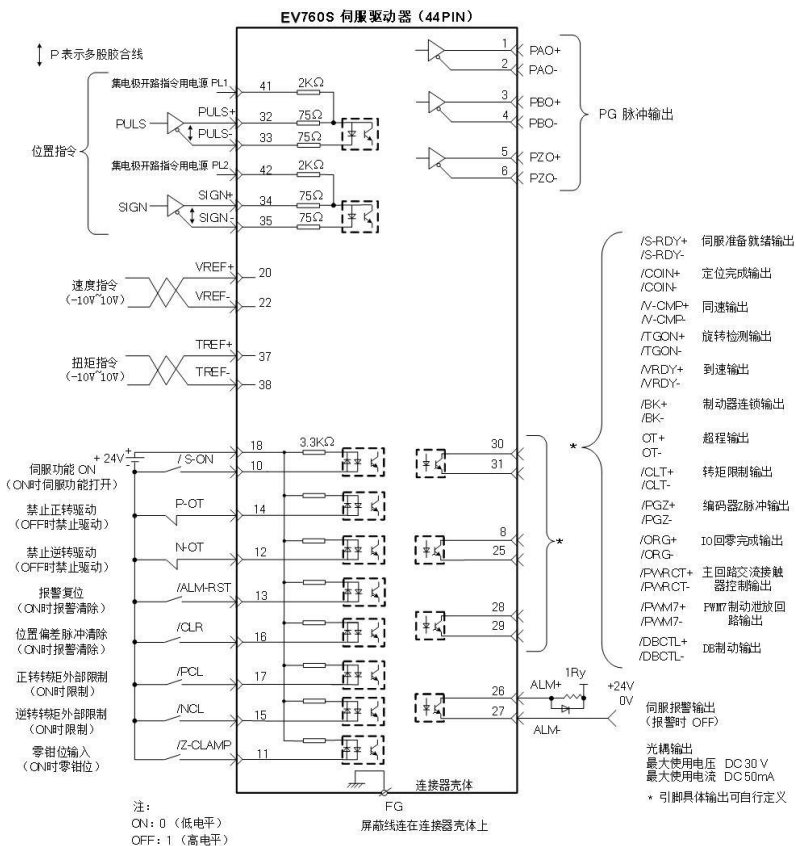 EV760S 伺服驱动器（44PIN）
P表示多股胶合线
位置指令
集电极开路指令用电源 PL1
41
2KΩ
PULS
PULS+
32
75Ω
PULS-
33
75Ω
集电极开路指令用电源 PL2
42
2KΩ
SIGN
SIGN+
34
75Ω
SIGN-
35
75Ω
速度指令
(-10V~10V)
VREF+
20
VREF-
22
扭矩指令
(-10V~10V)
TREF+
37
TREF-
38
+
+ 24V
-
18
3.3KΩ
伺服功能 ON
(ON时伺服功能打开)
/ S-ON
10
禁止正转驱动
(OFF时禁止驱动)
P-OT
14
禁止逆转驱动
(OFF时禁止驱动)
N-OT
12
报警复位
(ON时报警清除)
/ALM-RST
13
位置偏差脉冲清除
(ON时报警清除)
/CLR
16
正转转矩外部限制
(ON时限制)
/PCL
17
逆转转矩外部限制
(ON时限制)
/NCL
15
零钳位输入
(ON时零钳位)
/Z-CLAMP
11
连接器壳体
FG
屏蔽线连在连接器壳体上
注：
ON：0 （低电平）
OFF：1 （高电平）
1
PAO+
2
PAO-
3
PBO+
4
PBO-
5
PZO+
6
PZO-
PG 脉冲输出
30
31
8
25
28
29
*
*
/S-RDY+ 伺服准备就绪输出
/S-RDY-
/COIN+ 定位完成输出
/COIN-
/V-CMP+ 同速输出
/V-CMP-
/TGON+ 旋转检测输出
/TGON-
/VRDY+ 到速输出
/VRDY-
/BK+ 制动器连锁输出
/BK-
OT+ 超程输出
OT-
/CLT+ 转矩限制输出
/CLT-
/PGZ+ 编码器Z脉冲输出
/PGZ-
/ORG+ IO回零完成输出
/ORG-
/PWRCT+ 主回路交流接触
/PWRCT- 器控制输出
/PWM7+ PWM7制动泄放回
/PWM7- 路输出
/DBCTL+ DB制动输出
/DBCTL-
26
ALM+
1Ry
+24V
0V
27
ALM-
伺服报警输出
(报警时 OFF)
光耦输出
最大使用电压 DC 30 V
最大使用电流 DC 50mA
* 引脚具体输出可自行定义